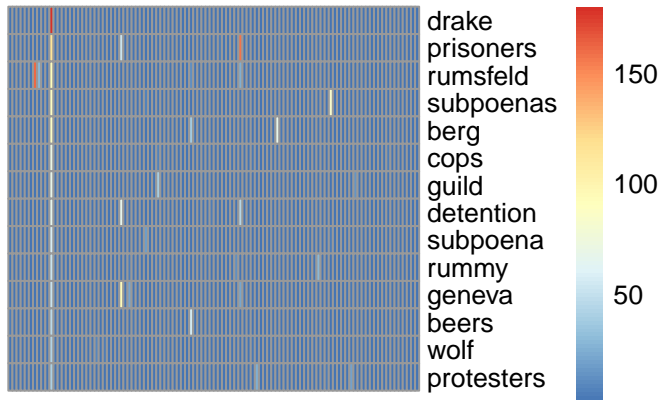 drake
prisoners
rumsfeld
subpoenas
berg
cops
guild
detention
subpoena
rummy
geneva
beers
wolf
protesters
150
100
50